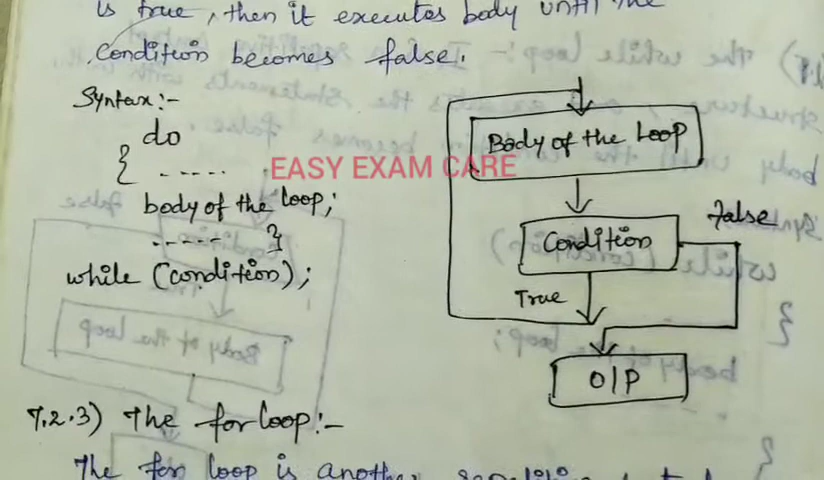 is true, then it executes body until the
condition becomes false.
Syntax:-
do
{ .....
EASY EXAM CARE
body of the loop;
..... }
while (condition);
Body of the Loop
Condition
false
True
O/P
7.2.3) The for loop:-
The for loop is another